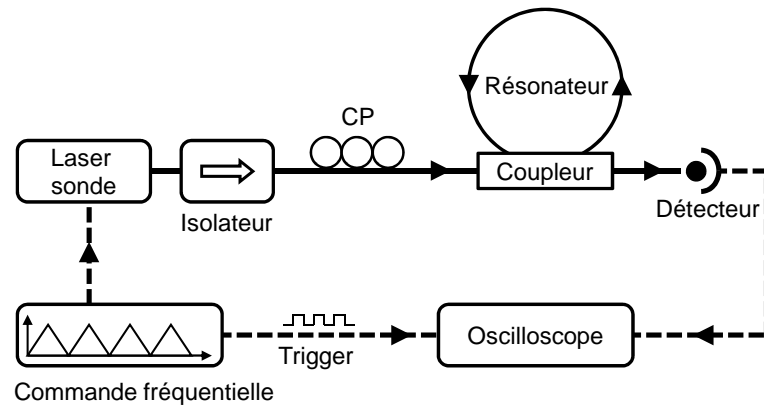 Résonateur
CP
Laser
sonde
Coupleur
Isolateur
Détecteur
Oscilloscope
Trigger
Commande fréquentielle